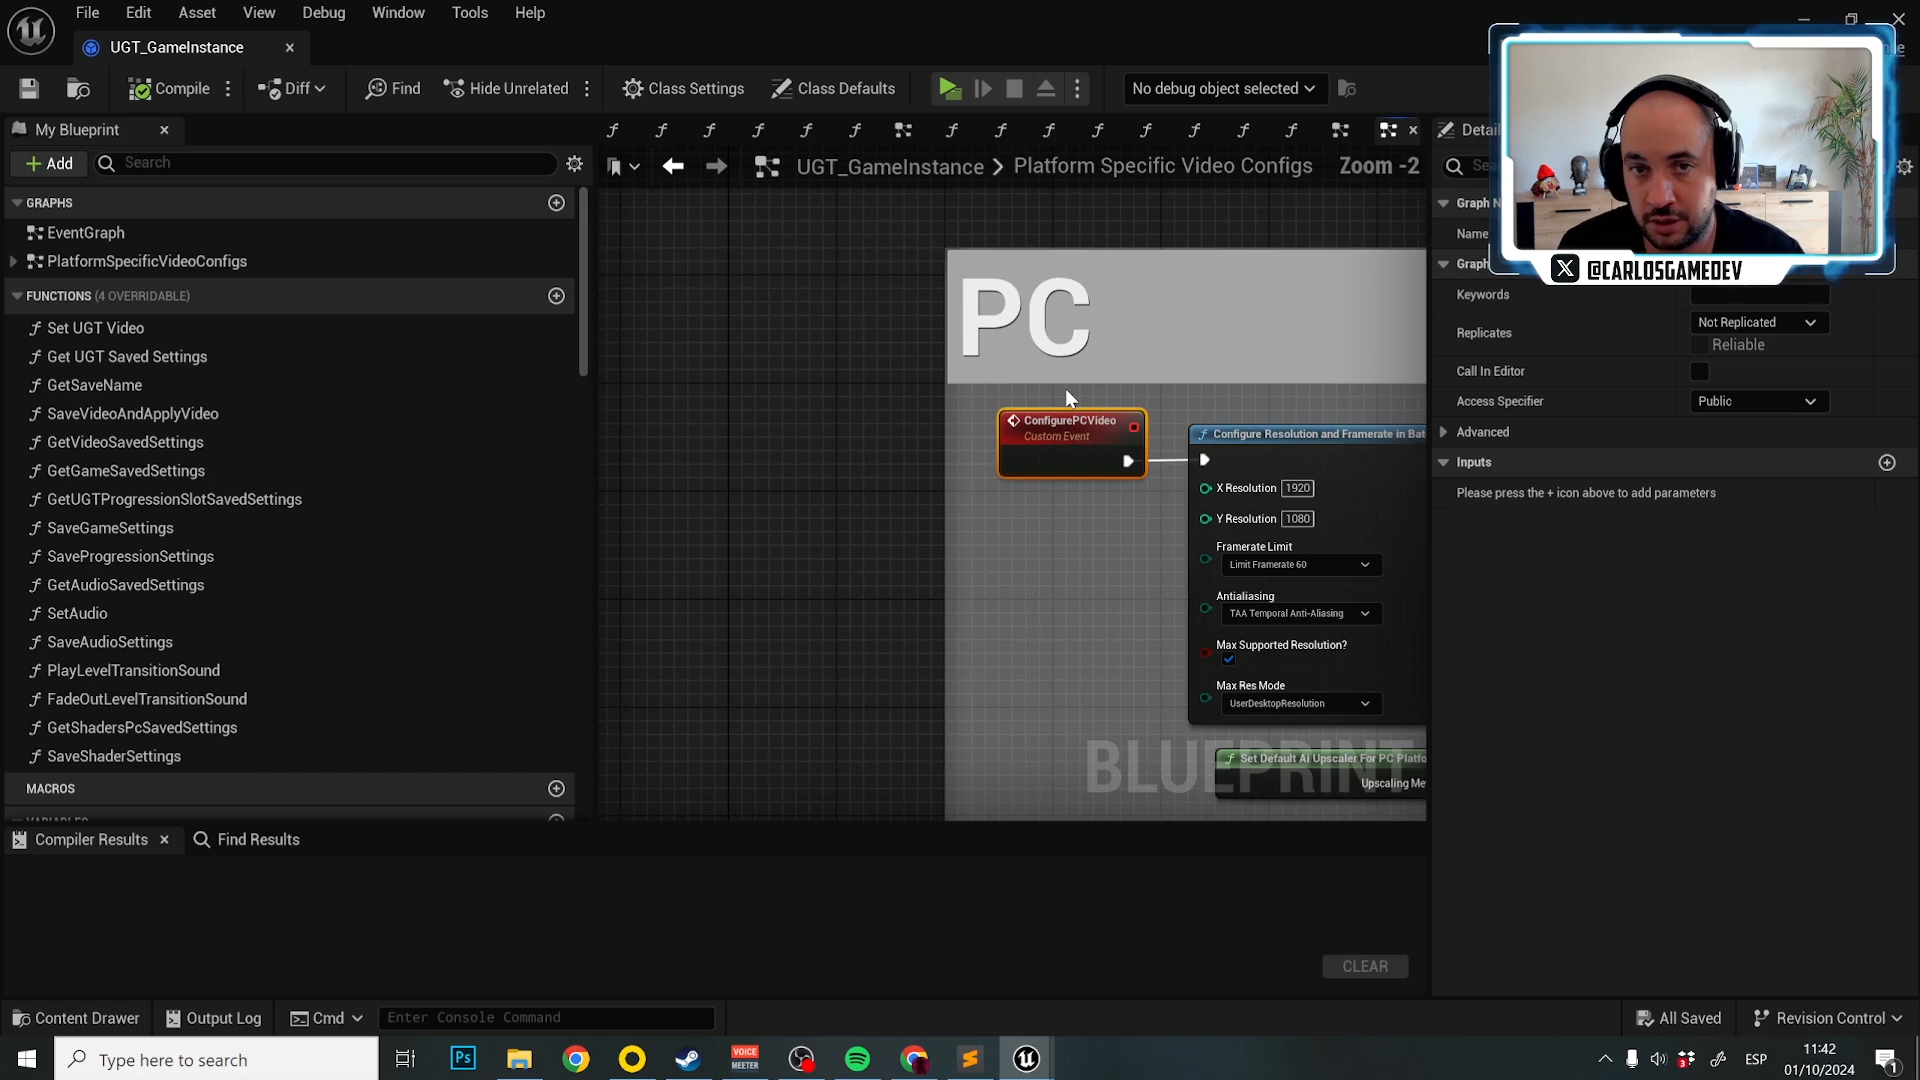 File Edit Asset View Debug Window Tools Help
UGT_GameInstance
Compile Diff Find Hide Unrelated Class Settings Class Defaults No debug object selected
My Blueprint
Add Search
UGT_GameInstance > Platform Specific Video Configs Zoom -2
GRAPHS
EventGraph
PlatformSpecificVideoConfigs
FUNCTIONS (4 OVERRIDABLE)
Set UGT Video
Get UGT Saved Settings
GetSaveName
SaveVideoAndApplyVideo
GetVideoSavedSettings
GetGameSavedSettings
GetUGTProgressionSlotSavedSettings
SaveGameSettings
SaveProgressionSettings
GetAudioSavedSettings
SetAudio
SaveAudioSettings
PlayLevelTransitionSound
FadeOutLevelTransitionSound
GetShadersPcSavedSettings
SaveShaderSettings
MACROS
VARIABLES
PC
ConfigurePCVideo
Custom Event
Configure Resolution and Framerate in Bat
X Resolution 1920
Y Resolution 1080
Framerate Limit
Limit Framerate 60
Antialiasing
TAA Temporal Anti-Aliasing
Max Supported Resolution?
Max Res Mode
UserDesktopResolution
BLUEPRINT
Set Default Ai Upscaler For PC Platfo
Upscaling Me
Detai
Sea
Graph N
Name
Graph
@CARLOSGAMEDEV
Keywords
Replicates Not Replicated
Reliable
Call In Editor
Access Specifier Public
Advanced
Inputs
Please press the + icon above to add parameters
Compiler Results Find Results
CLEAR
Content Drawer Output Log Cmd Enter Console Command All Saved Revision Control
Type here to search
Ps
VOICE
MEETER
ESP
11:42
01/10/2024
1